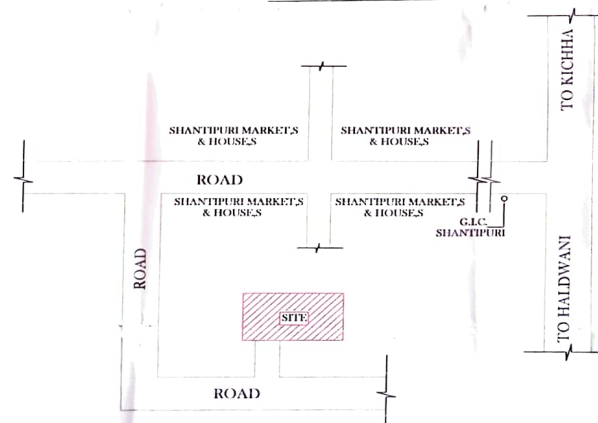 TO KICHHA
SHANTIPURI MARKET,S
& HOUSE,S
SHANTIPURI MARKET,S
& HOUSE,S
ROAD
SHANTIPURI MARKET,S
& HOUSE,S
SHANTIPURI MARKET,S
& HOUSE,S
G.I.C.
SHANTIPURI
ROAD
TO HALDWANI
SITE
ROAD